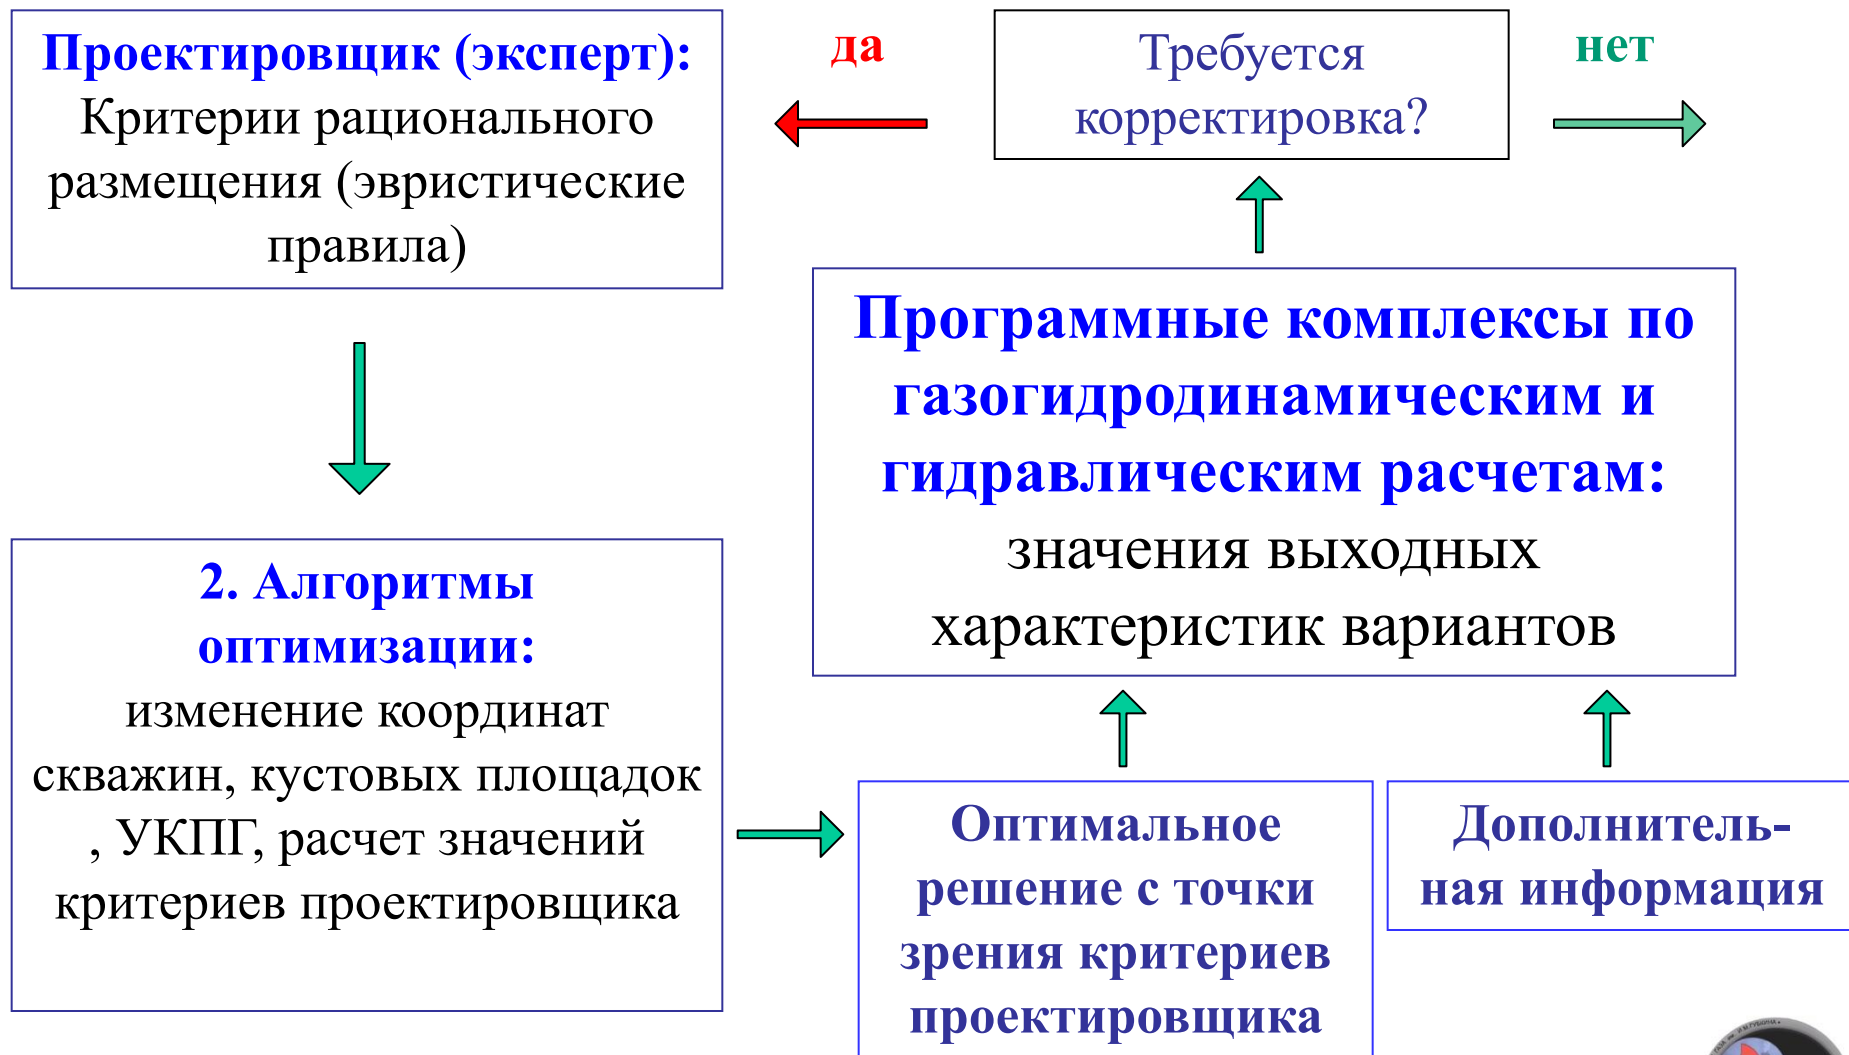 Проектировщик (эксперт):
Критерии рационального
размещения (эвристические
правила)
да
Требуется
корректировка?
нет
Программные комплексы по
газогидродинамическим и
гидравлическим расчетам:
значения выходных
характеристик вариантов
2. Алгоритмы
оптимизации:
изменение координат
скважин, кустовых площадок
, УКПГ, расчет значений
критериев проектировщика
Оптимальное
решение с точки
зрения критериев
проектировщика
Дополнитель-
ная информация